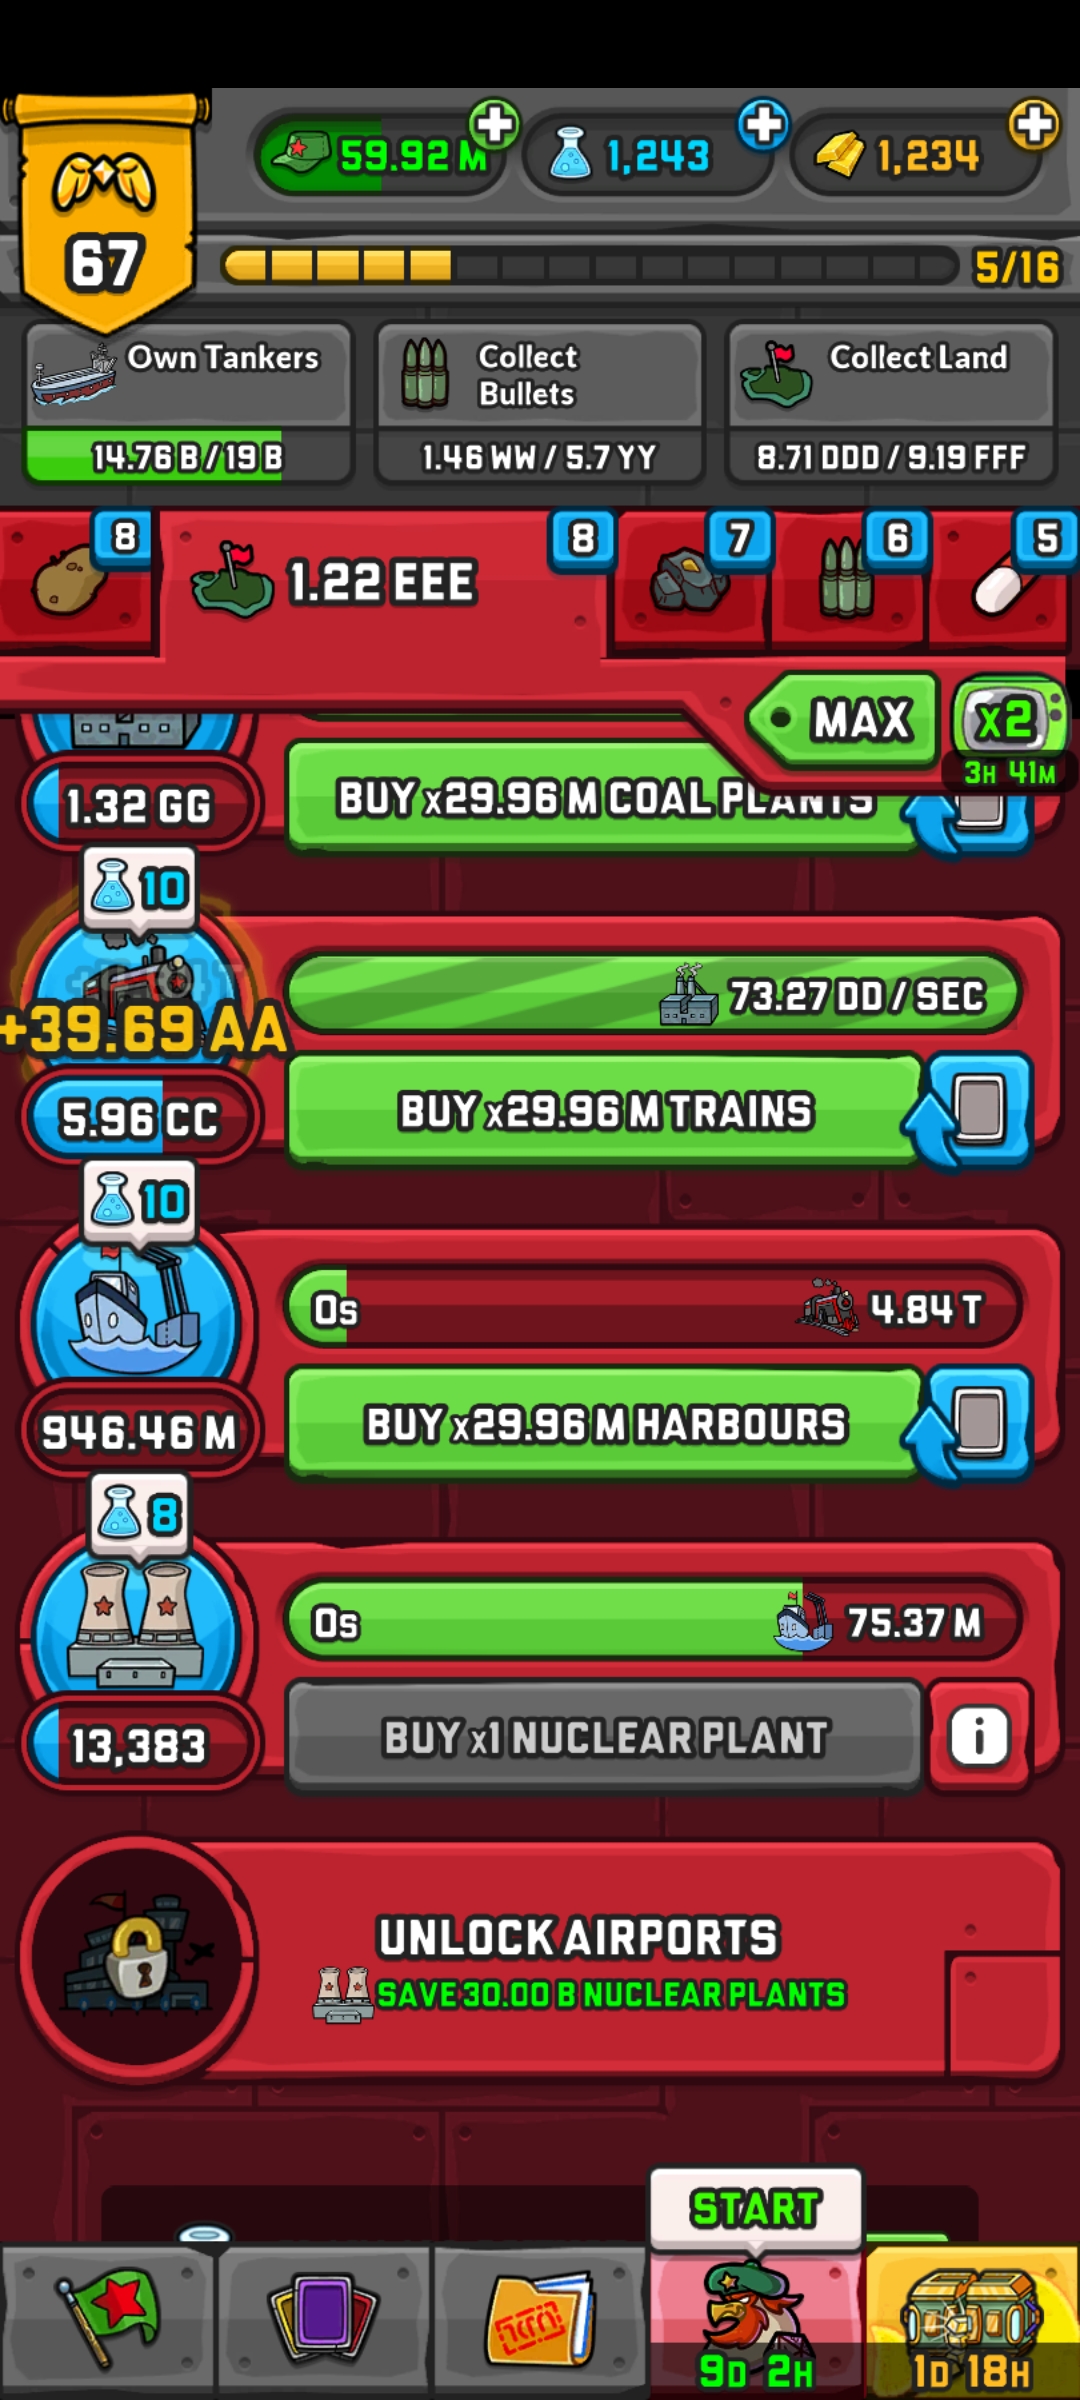 59.92 M
1,243
1,234
67
5/16
Own Tankers
14.76 B / 19 B
Collect
Bullets
1.46 WW / 5.7 YY
Collect Land
8.71 DDD / 9.19 FFF
8
1.22 EEE
8
7
6
5
MAX
x2
3H 41M
1.32 GG
BUY x29.96 M COAL PLANTS
10
+39.69 AA
73.27 DD / SEC
5.96 CC
BUY x29.96 M TRAINS
10
0s
4.84 T
946.46 M
BUY x29.96 M HARBOURS
8
0s
75.37 M
13,383
BUY x1 NUCLEAR PLANT
i
UNLOCK AIRPORTS
SAVE 30.00 B NUCLEAR PLANTS
START
9D 2H
1D 18H